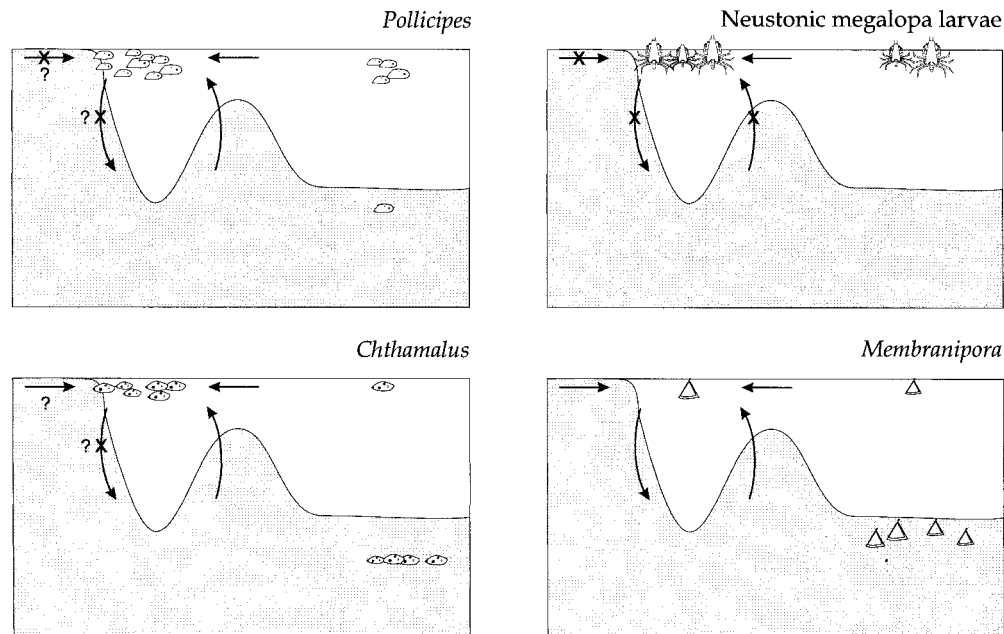 Pollicipes
X
?
? X
Neustonic megalopa larvae
X
X
X
Chthamalus
?
? X
Membranipora